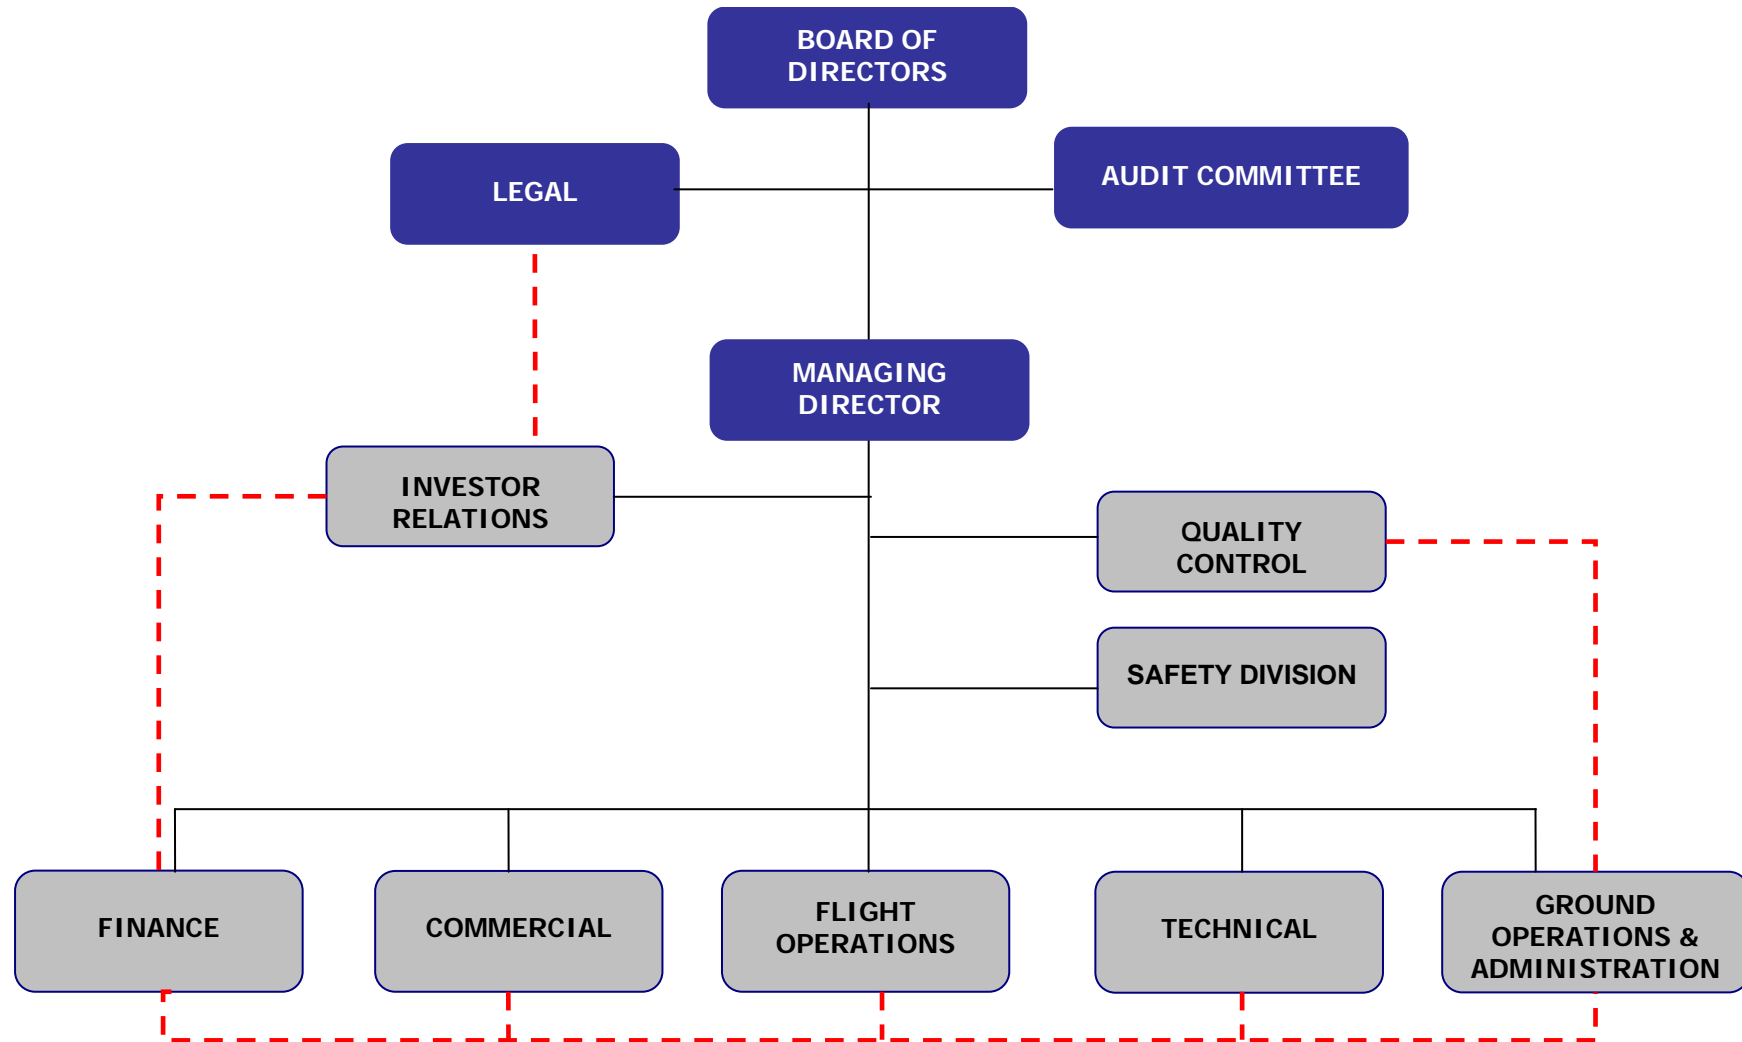 BOARD OF
DIRECTORS
LEGAL
AUDIT COMMITTEE
MANAGING
DIRECTOR
INVESTOR
RELATIONS
QUALITY
CONTROL
SAFETY DIVISION
FINANCE
COMMERCIAL
FLIGHT
OPERATIONS
TECHNICAL
GROUND
OPERATIONS &
ADMINISTRATION